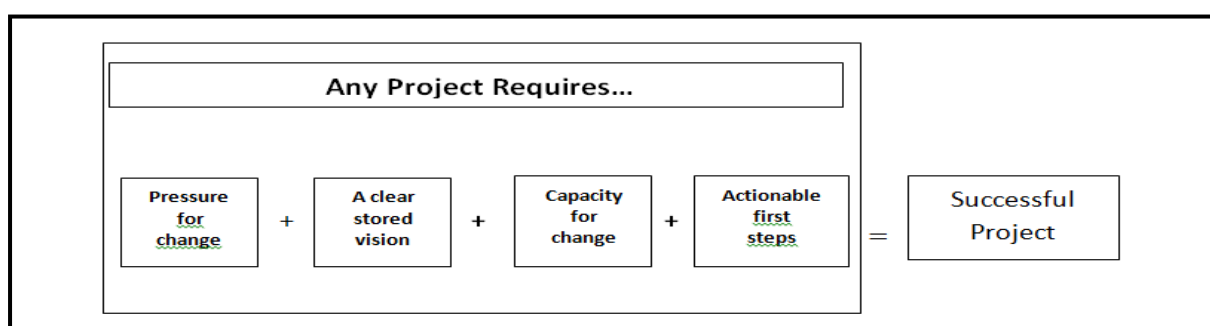 Any Project Requires...
Pressure
for
change
+
A clear
stored
vision
+
Capacity
for
change
+
Actionable
first
steps
=
Successful
Project